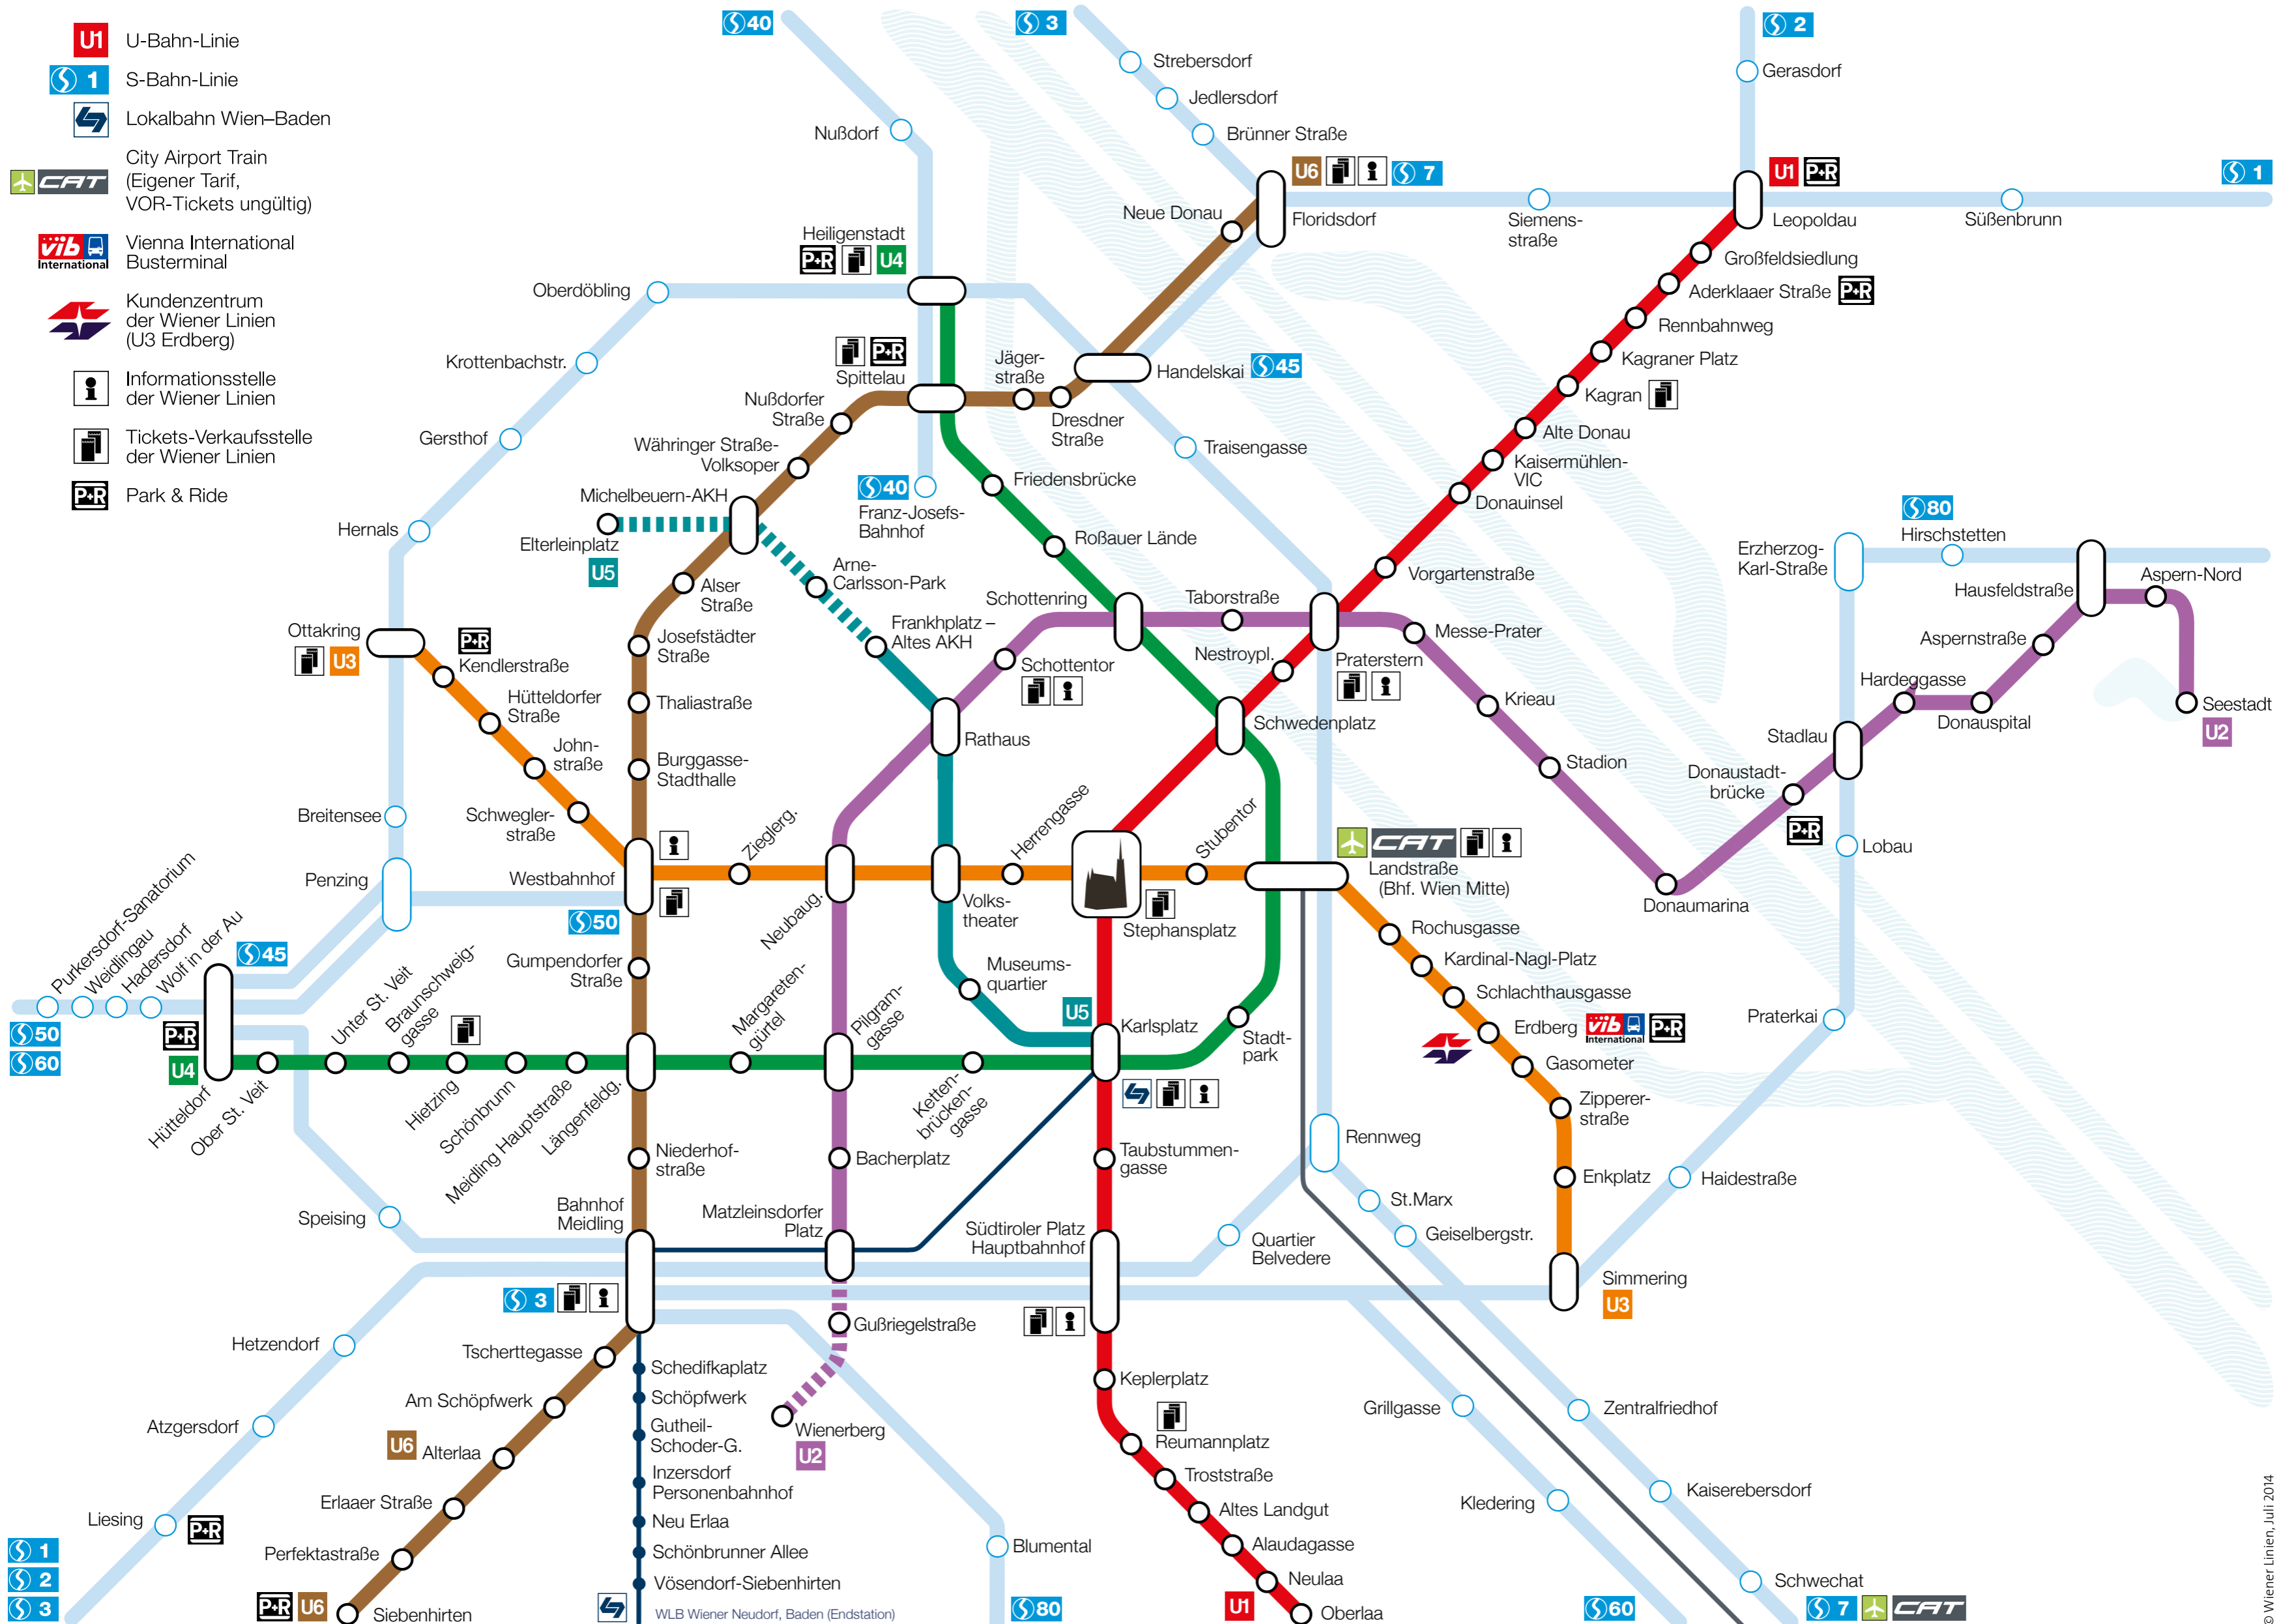 U1 U-Bahn-Linie
S 1 S-Bahn-Linie
Lokalbahn Wien–Baden
City Airport Train
CAT (Eigener Tarif,
VOR-Tickets ungültig)
vib Vienna International
International Busterminal
Kundenzentrum
der Wiener Linien
(U3 Erdberg)
i Informationsstelle
der Wiener Linien
Tickets-Verkaufsstelle
der Wiener Linien
P+R Park & Ride
S 40
S 3
S 2
Strebersdorf
Gerasdorf
Jedlersdorf
Nußdorf
Brünner Straße
U6 i S 7
U1 P+R
S 1
Neue Donau
Floridsdorf
Siemens-
straße
Leopoldau
Süßenbrunn
Heiligenstadt
P+R U4
Großfeldsiedlung
Oberdöbling
Aderklaaer Straße P+R
Rennbahnweg
Krottenbachstr.
P+R
Spittelau
Jäger-
straße
Handelskai S 45
Kagraner Platz
Kagran
Nußdorfer
Straße
Dresdner
Straße
Gersthof
Alte Donau
Währinger Straße-
Volksoper
Traisengasse
Kaisermühlen-
VIC
Friedensbrücke
Michelbeuern-AKH
S 40
Franz-Josefs-
Bahnhof
Donauinsel
S 80
Hirschstetten
Hernals
Elterleinplatz
U5
Roßauer Lände
Erzherzog-
Karl-Straße
Arne-
Carlsson-Park
Vorgartenstraße
Aspern-Nord
Hausfeldstraße
Alser
Straße
Schottenring
Taborstraße
Frankhplatz –
Altes AKH
Messe-Prater
Aspernstraße
Ottakring
U3
P+R
Kendlerstraße
Josefstädter
Straße
Schottentor
i
Nestroypl.
Praterstern
i
Hardeggasse
Hütteldorfer
Straße
Thaliastraße
Krieau
Seestadt
U2
Donauspital
Schwedenplatz
Rathaus
Stadlau
John-
straße
Burggasse-
Stadthalle
Stadion
Donaustadt-
brücke
P+R
Breitensee
Schwegler-
straße
i
Zieglerg.
Herrengasse
Stubentor
CAT i
Landstraße
(Bhf. Wien Mitte)
Lobau
Penzing
Westbahnhof
S 50
Neubaug.
Volks-
theater
Stephansplatz
Donaumarina
Purkersdorf-Sanatorium
Weidlingau
Hadersdorf
Wolf in der Au
S 45
Rochusgasse
Gumpendorfer
Straße
Museums-
quartier
Kardinal-Nagl-Platz
Schlachthausgasse
S 50
S 60
P+R
U4
Unter St. Veit
Braunschweig-
gasse
Margareten-
gürtel
Pilgram-
gasse
U5
Karlsplatz
i
Stadt-
park
Erdberg vib International P+R
Praterkai
Gasometer
Hütteldorf
Ober St. Veit
Hietzing
Schönbrunn
Meidling Hauptstraße
Längenfeldg.
Ketten-
brücken-
gasse
Zipperer-
straße
Rennweg
Niederhof-
straße
Bacherplatz
Taubstummen-
gasse
Enkplatz
Haidestraße
St.Marx
Speising
Bahnhof
Meidling
Matzleinsdorfer
Platz
Südtiroler Platz
Hauptbahnhof
Quartier
Belvedere
Geiselbergstr.
S 3 i
i
Simmering
U3
Gußriegelstraße
Hetzendorf
Tscherttegasse
Schedifkaplatz
Keplerplatz
Am Schöpfwerk
Schöpfwerk
Grillgasse
Zentralfriedhof
Atzgersdorf
U6 Alterlaa
Gutheil-
Schoder-G.
Wienerberg
U2
Reumannplatz
Inzersdorf
Personenbahnhof
Troststraße
Kaiserebersdorf
Erlaaer Straße
Altes Landgut
Kledering
Liesing P+R
Neu Erlaa
Alaudagasse
Perfektastraße
Schönbrunner Allee
Blumental
S 1
S 2
S 3
Vösendorf-Siebenhirten
Neulaa
Schwechat
P+R U6 Siebenhirten
WLB Wiener Neudorf, Baden (Endstation)
S 80
U1 Oberlaa
S 60
S 7 CAT
© Wiener Linien, Juli 2014